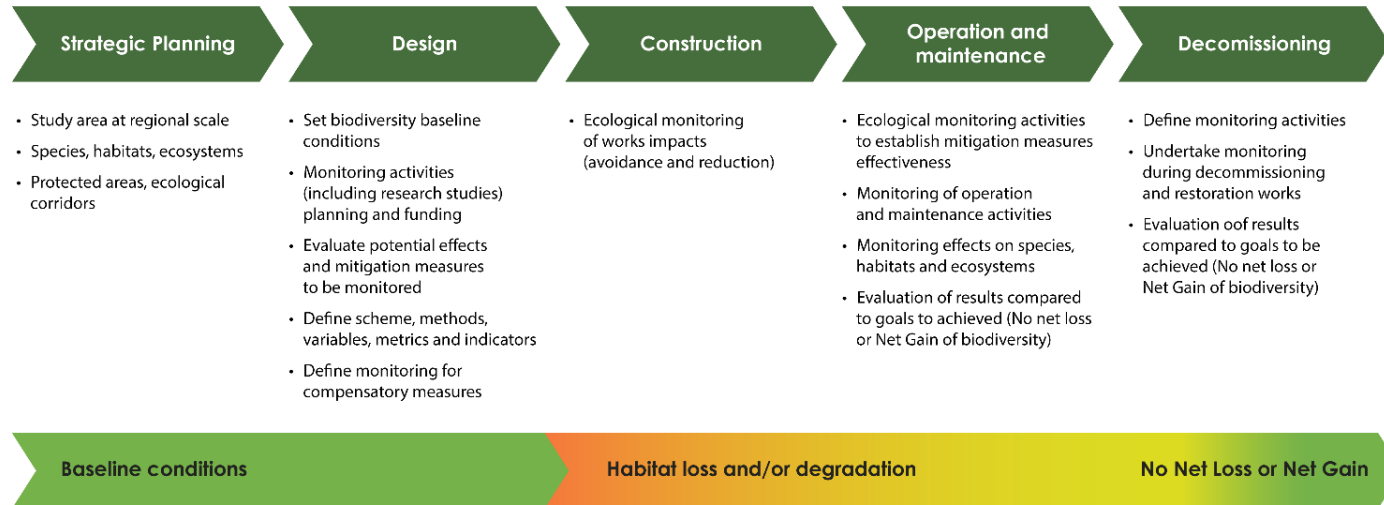 Strategic Planning
• Study area at regional scale
• Species, habitats, ecosystems
• Protected areas, ecological
corridors
Design
• Set biodiversity baseline
conditions
• Monitoring activities
(including research studies)
planning and funding
• Evaluate potential effects
and mitigation measures
to be monitored
• Define scheme, methods,
variables, metrics and indicators
• Define monitoring for
compensatory measures
Construction
• Ecological monitoring
of works impacts
(avoidance and reduction)
Operation and
maintenance
• Ecological monitoring activities
to establish mitigation measures
effectiveness
• Monitoring of operation
and maintenance activities
• Monitoring effects on species,
habitats and ecosystems
• Evaluation of results compared
to goals to achieved (No net loss
or Net Gain of biodiversity)
Decomissioning
• Define monitoring activities
• Undertake monitoring
during decommissioning
and restoration works
• Evaluation oof results
compared to goals to be
achieved (No net loss or
Net Gain of biodiversity)
Baseline conditions
Habitat loss and/or degradation
No Net Loss or Net Gain